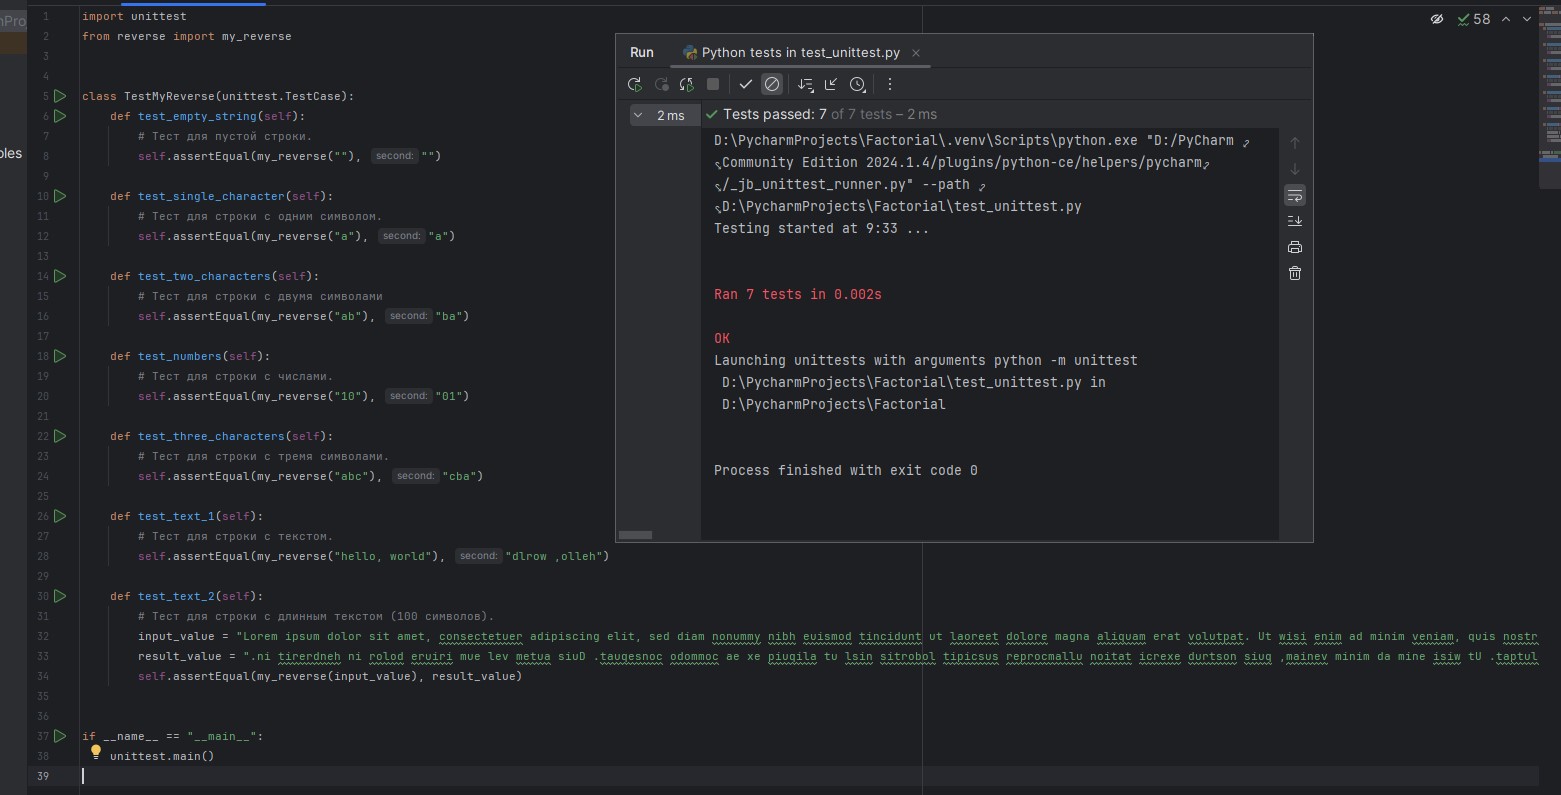 nPro
bles
1 import unittest
2 from reverse import my_reverse
3
4
5 class TestMyReverse(unittest.TestCase):
6 def test_empty_string(self):
7 # Тест для пустой строки.
8 self.assertEqual(my_reverse(""), second: "")
9
10 def test_single_character(self):
11 # Тест для строки с одним символом.
12 self.assertEqual(my_reverse("a"), second: "a")
13
14 def test_two_characters(self):
15 # Тест для строки с двумя символами
16 self.assertEqual(my_reverse("ab"), second: "ba")
17
18 def test_numbers(self):
19 # Тест для строки с числами.
20 self.assertEqual(my_reverse("10"), second: "01")
21
22 def test_three_characters(self):
23 # Тест для строки с тремя символами.
24 self.assertEqual(my_reverse("abc"), second: "cba")
25
26 def test_text_1(self):
27 # Тест для строки с текстом.
28 self.assertEqual(my_reverse("hello, world"), second: "dlrow ,olleh")
29
30 def test_text_2(self):
31 # Тест для строки с длинным текстом (100 символов).
32 input_value = "Lorem ipsum dolor sit amet, consectetuer adipiscing elit, sed diam nonummy nibh euismod tincidunt ut laoreet dolore magna aliquam erat volutpat. Ut wisi enim ad minim veniam, quis nostr
33 result_value = ".ni tirerdneh ni rolod eruiri mue lev metua siuD .tauqesnoc odommoc ae xe piuqila tu lsin sitrobol tipicsus reprocmallu noitat icrexe durtson siuq ,mainev minim da mine isiw tU .taptul
34 self.assertEqual(my_reverse(input_value), result_value)
35
36
37 if __name__ == "__main__":
38 unittest.main()
39
58
Run Python tests in test_unittest.py
2 ms
Tests passed: 7 of 7 tests – 2 ms
D:\PycharmProjects\Factorial\.venv\Scripts\python.exe "D:/PyCharm
Community Edition 2024.1.4/plugins/python-ce/helpers/pycharm
/_jb_unittest_runner.py" --path
D:\PycharmProjects\Factorial\test_unittest.py
Testing started at 9:33 ...
Ran 7 tests in 0.002s
OK
Launching unittests with arguments python -m unittest
D:\PycharmProjects\Factorial\test_unittest.py in
D:\PycharmProjects\Factorial
Process finished with exit code 0